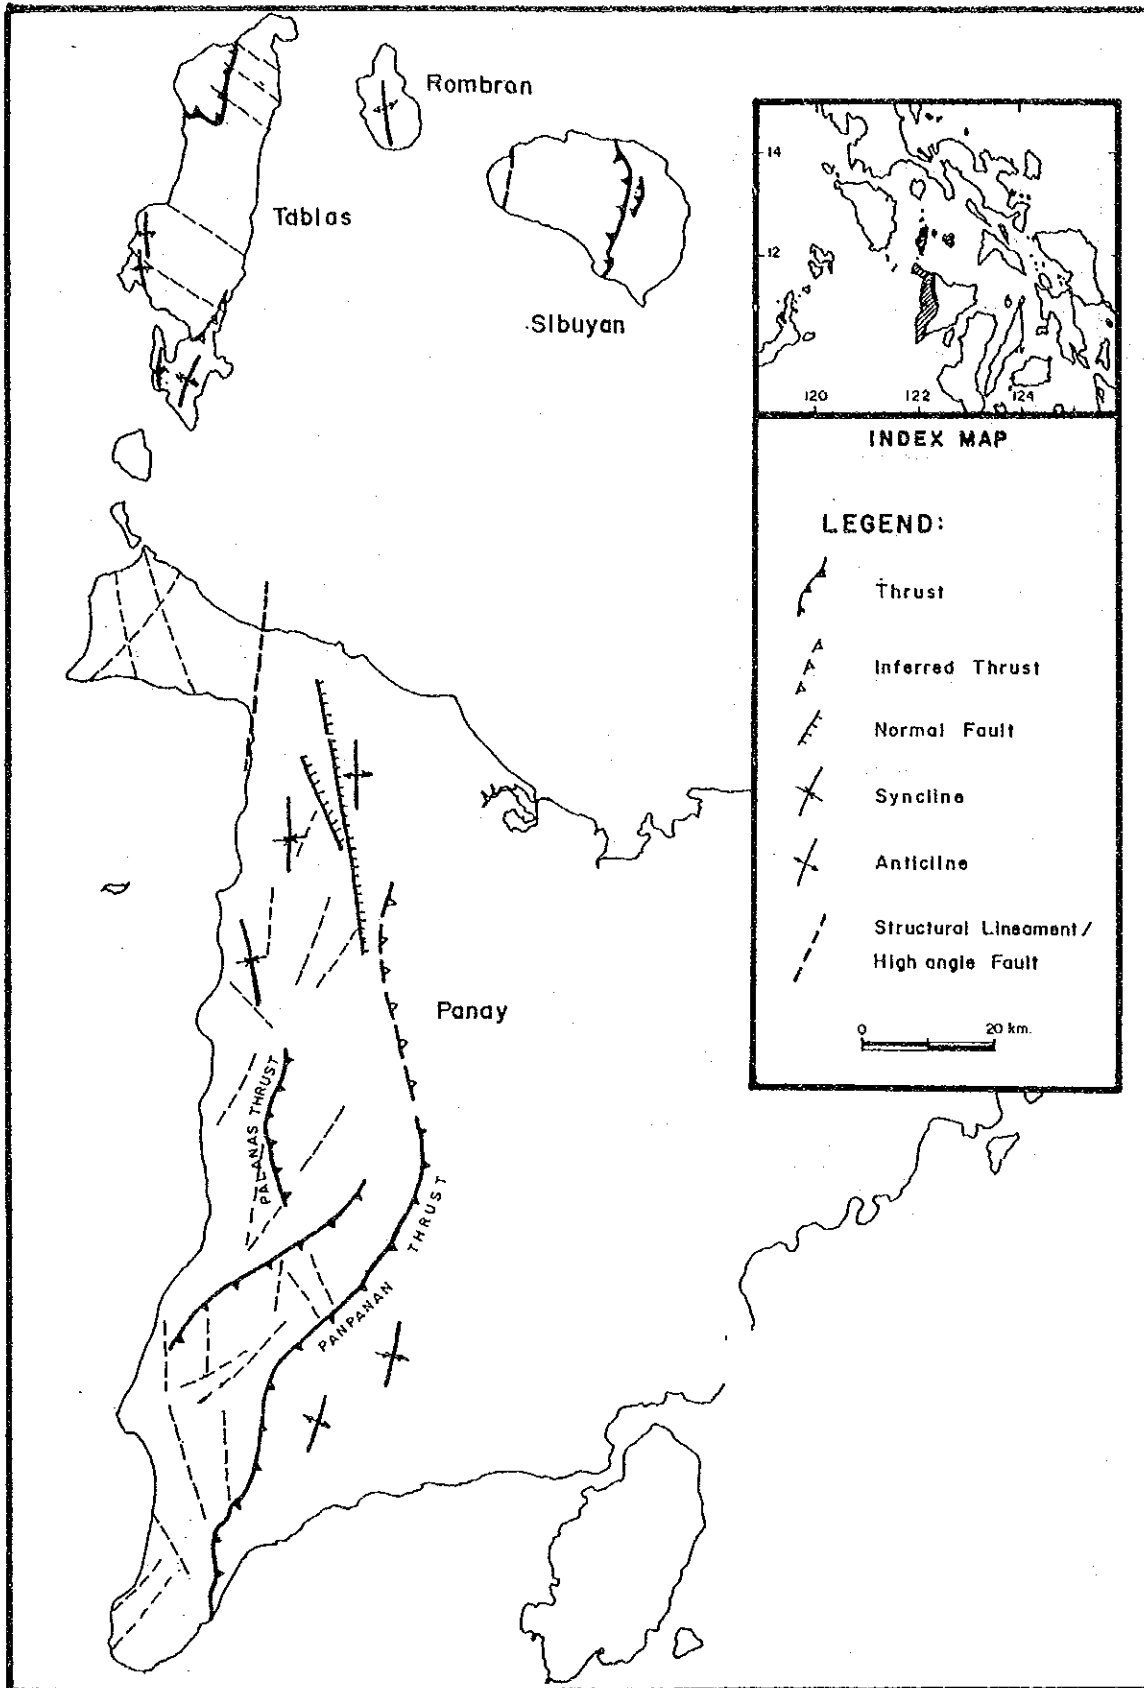 Rombran
Tablas
Sibuyan
14
12
120 122 124
INDEX MAP
LEGEND:
Thrust
Inferred Thrust
Normal Fault
Syncline
Anticline
Structural Lineament/
High angle Fault
0 20 km.
Panay
PALANAS THRUST
PANPANAN THRUST